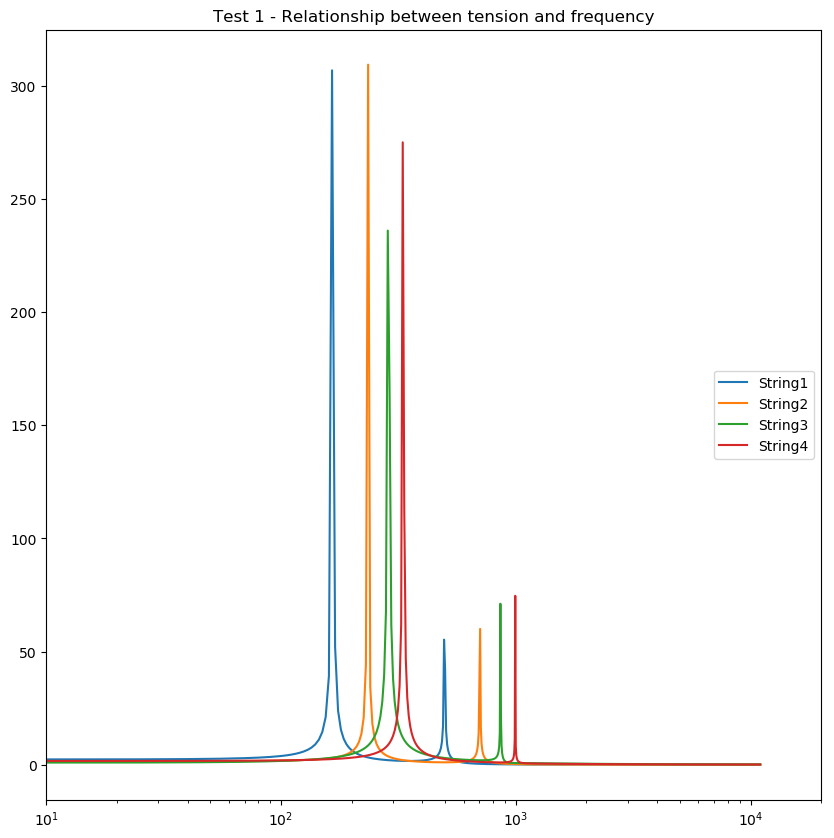 Test 1 - Relationship between tension and frequency
300
250
200
150
100
50
0
String1
String2
String3
String4
10¹ 10² 10³ 10⁴